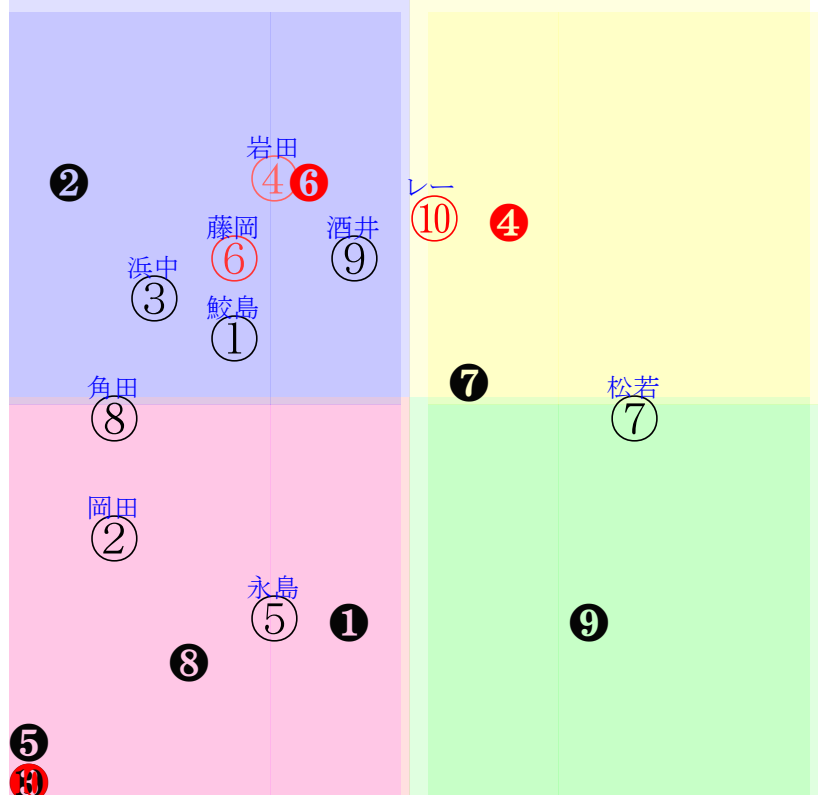 岩田
❷ ④ ❻
レー
⑩ ❹
藤岡 酒井
⑥ ⑨
浜中
③
鮫島
①
角田 ❼ 松若
⑧ ⑦
岡田
②
永島
⑤ ❶ ❾
❽
❺